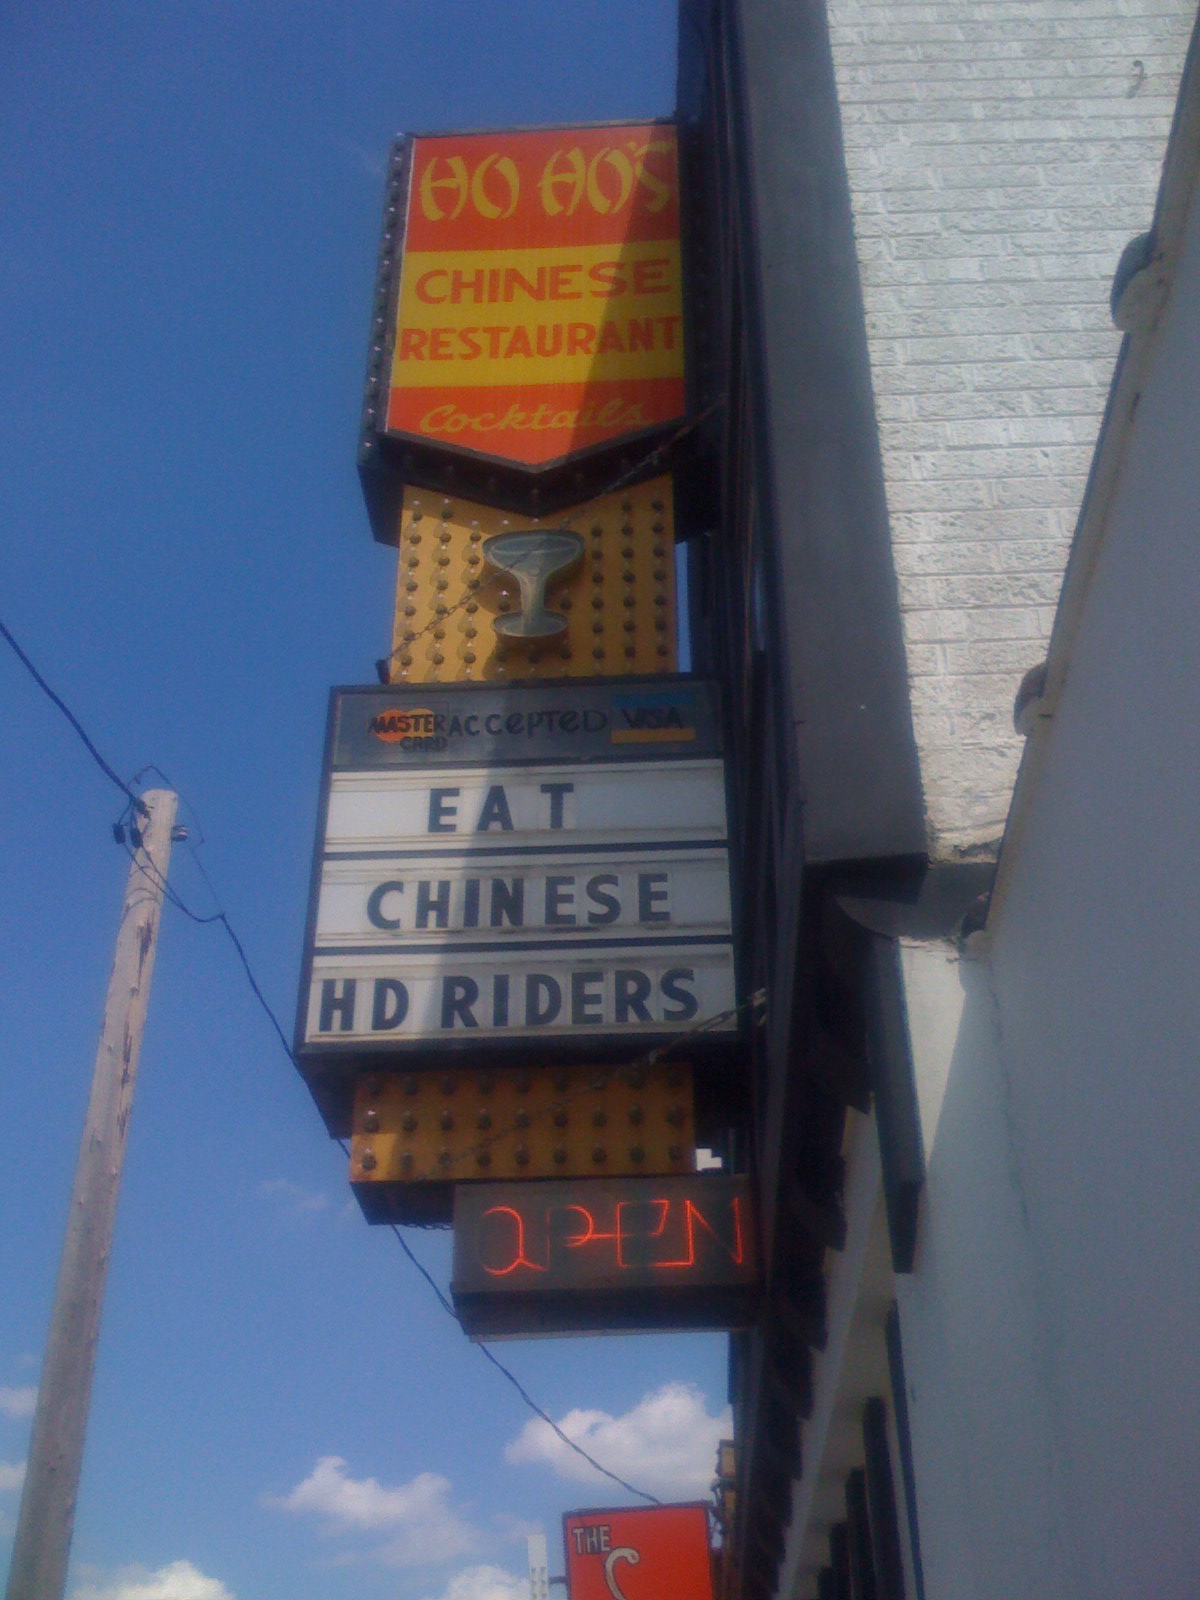 HO HO'S
CHINESE
RESTAURANT
Cocktails
MASTER CARD ACCEPTED VISA
EAT
CHINESE
HD RIDERS
OPEN
THE